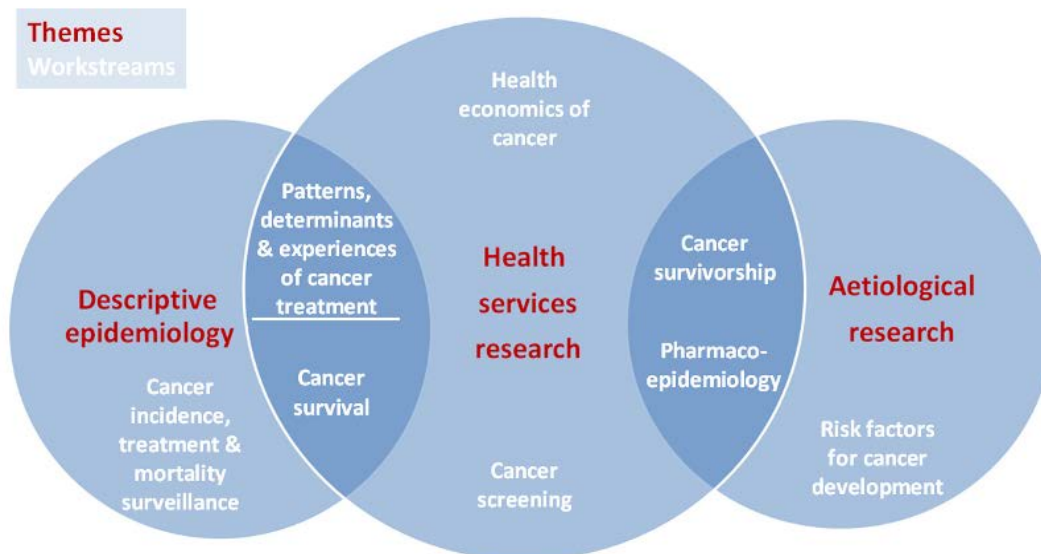 Themes
Workstreams
Health
economics of
cancer
Patterns,
determinants
& experiences
of cancer
treatment
Cancer
survival
Descriptive
epidemiology
Cancer
incidence,
treatment &
mortality
surveillance
Health
services
research
Cancer
screening
Cancer
survivorship
Pharmaco-
epidemiology
Aetiological
research
Risk factors
for cancer
development